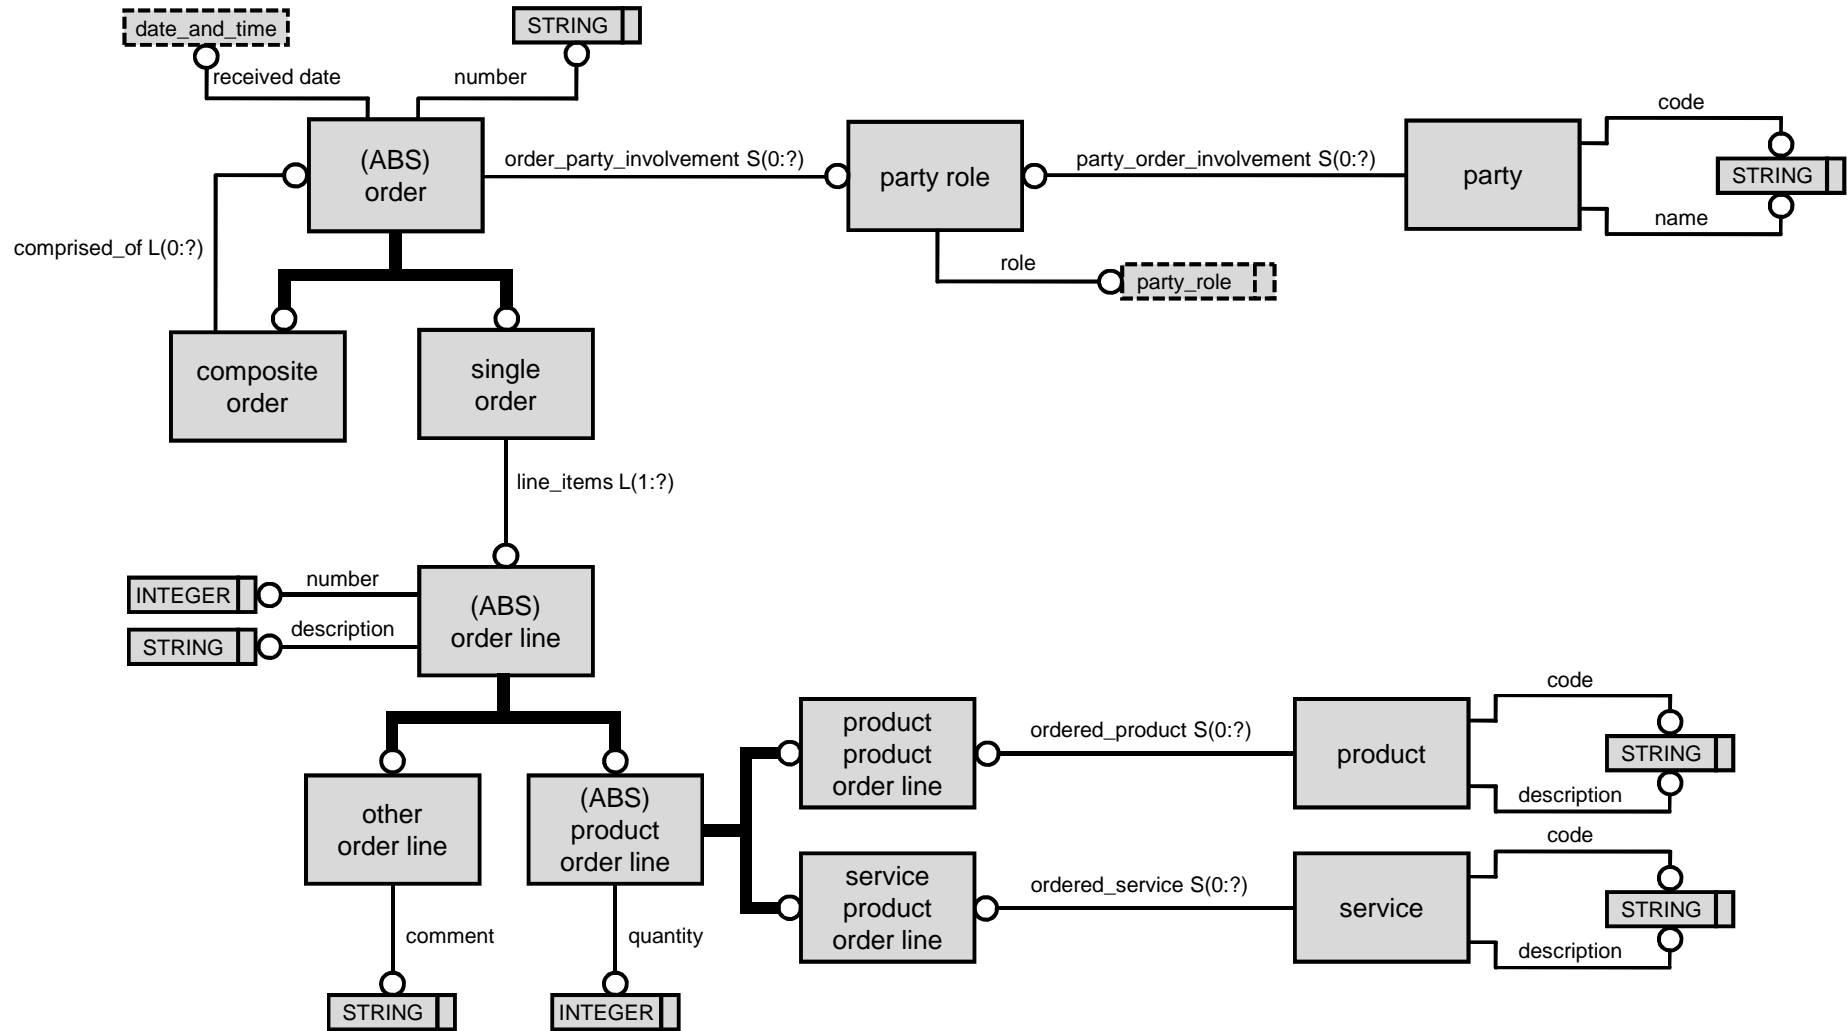 date_and_time
STRING
received date
number
(ABS)
order
order_party_involvement S(0:?)
party role
party_order_involvement S(0:?)
party
code
STRING
name
comprised_of L(0:?)
role
party_role
composite
order
single
order
line_items L(1:?)
INTEGER
number
STRING
description
(ABS)
order line
other
order line
(ABS)
product
order line
product
product
order line
ordered_product S(0:?)
product
code
STRING
description
service
product
order line
ordered_service S(0:?)
service
code
STRING
description
comment
quantity
STRING
INTEGER